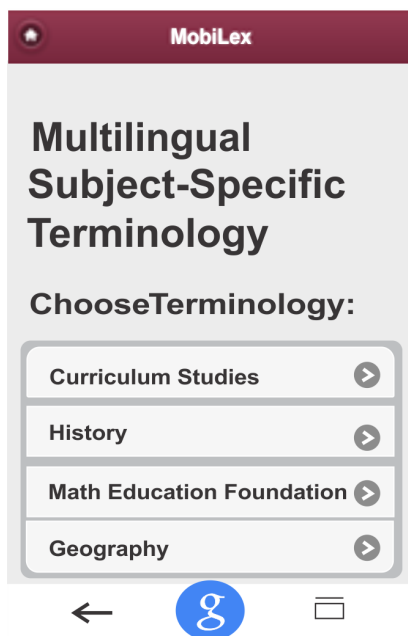 MobiLex
Multilingual
Subject-Specific
Terminology
ChooseTerminology:
Curriculum Studies
History
Math Education Foundation
Geography
g